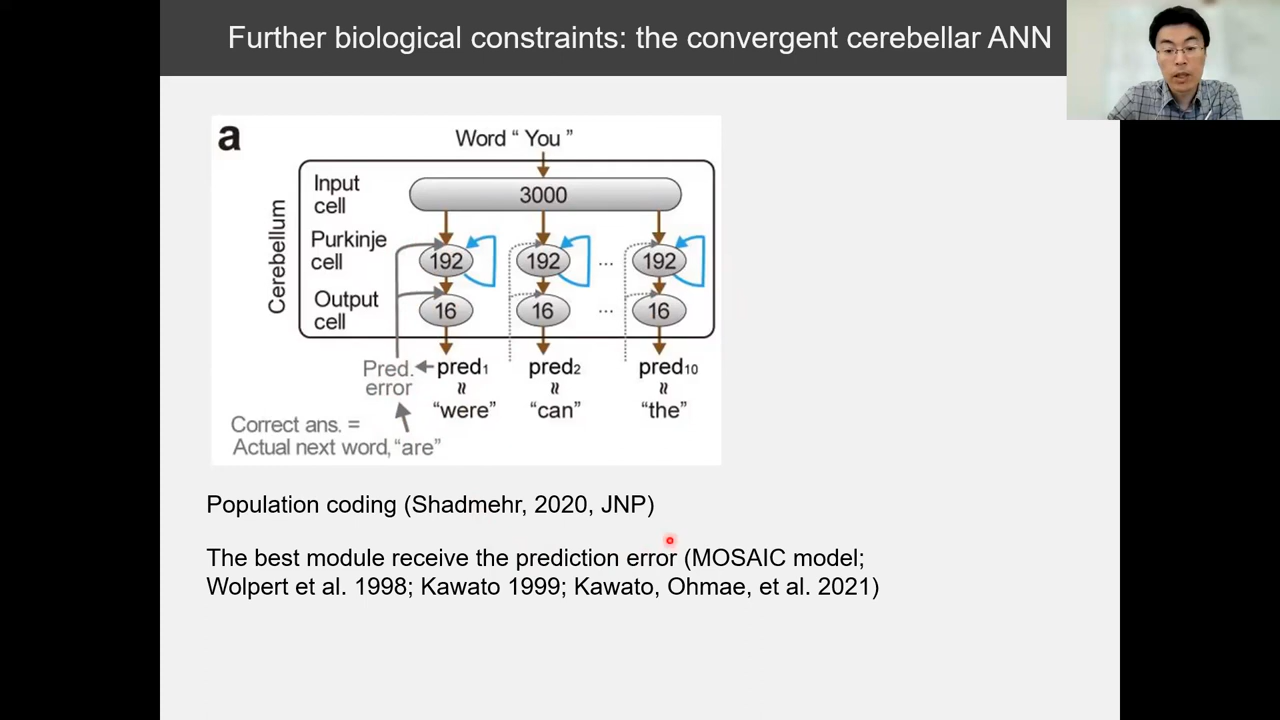 Further biological constraints: the convergent cerebellar ANN
a
Word “ You ”
Cerebellum
Input cell
3000
Purkinje cell
192
192
...
192
Output cell
16
16
...
16
Pred. error
pred1
pred2
pred10
≈
≈
≈
“were”
“can”
“the”
Correct ans. =
Actual next word, “are”
Population coding (Shadmehr, 2020, JNP)
The best module receive the prediction error (MOSAIC model;
Wolpert et al. 1998; Kawato 1999; Kawato, Ohmae, et al. 2021)